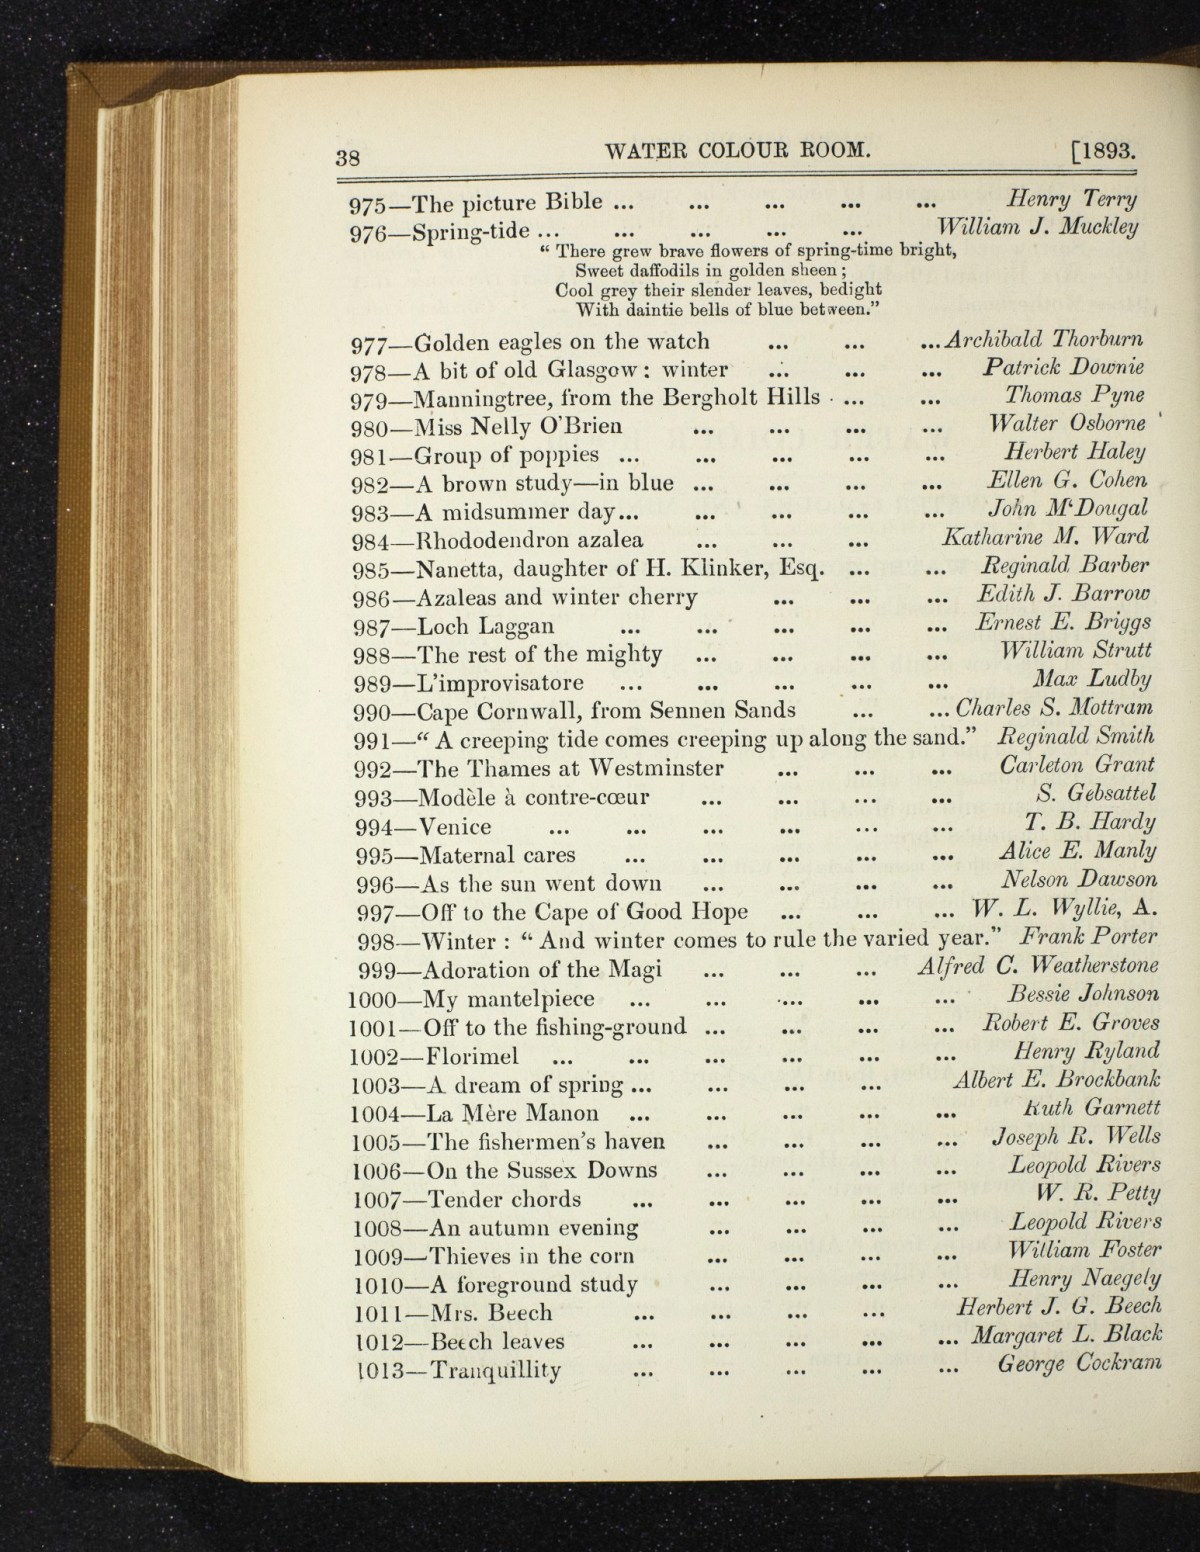 38 WATER COLOUR ROOM. [1893.
975—The picture Bible ... ... ... ... ... Henry Terry
976—Spring-tide ... ... ... ... ... William J. Muckley
“ There grew brave flowers of spring-time bright,
Sweet daffodils in golden sheen ;
Cool grey their slender leaves, bedight
With daintie bells of blue between.”
977—Golden eagles on the watch ... ... ... Archibald Thorburn
978—A bit of old Glasgow : winter ... ... ... Patrick Downie
979—Manningtree, from the Bergholt Hills ... ... Thomas Pyne
980—Miss Nelly O’Brien ... ... ... ... Walter Osborne
981—Group of poppies ... ... ... ... ... Herbert Haley
982—A brown study—in blue ... ... ... ... Ellen G. Cohen
983—A midsummer day... ... ... ... ... John M‘Dougal
984—Rhododendron azalea ... ... ... Katharine M. Ward
985—Nanetta, daughter of H. Klinker, Esq. ... ... Reginald Barber
986—Azaleas and winter cherry ... ... ... Edith J. Barrow
987—Loch Laggan ... ... ... ... ... Ernest E. Briggs
988—The rest of the mighty ... ... ... ... William Strutt
989—L’improvisatore ... ... ... ... ... Max Ludby
990—Cape Cornwall, from Sennen Sands ... ... Charles S. Mottram
991—“ A creeping tide comes creeping up along the sand.” Reginald Smith
992—The Thames at Westminster ... ... ... Carleton Grant
993—Modèle à contre-cœur ... ... ... ... S. Gebsattel
994—Venice ... ... ... ... ... ... T. B. Hardy
995—Maternal cares ... ... ... ... ... Alice E. Manly
996—As the sun went down ... ... ... ... Nelson Dawson
997—Off to the Cape of Good Hope ... ... ... W. L. Wyllie, A.
998—Winter : “ And winter comes to rule the varied year.” Frank Porter
999—Adoration of the Magi ... ... ... Alfred C. Weatherstone
1000—My mantelpiece ... ... ... ... ... Bessie Johnson
1001—Off to the fishing-ground ... ... ... ... Robert E. Groves
1002—Florimel ... ... ... ... ... ... Henry Ryland
1003—A dream of spring ... ... ... ... Albert E. Brockbank
1004—La Mère Manon ... ... ... ... ... Ruth Garnett
1005—The fishermen’s haven ... ... ... ... Joseph R. Wells
1006—On the Sussex Downs ... ... ... ... Leopold Rivers
1007—Tender chords ... ... ... ... ... W. R. Petty
1008—An autumn evening ... ... ... ... Leopold Rivers
1009—Thieves in the corn ... ... ... ... William Foster
1010—A foreground study ... ... ... ... Henry Naegely
1011—Mrs. Beech ... ... ... ... Herbert J. G. Beech
1012—Beech leaves ... ... ... ... ... Margaret L. Black
1013—Tranquillity ... ... ... ... ... George Cockram